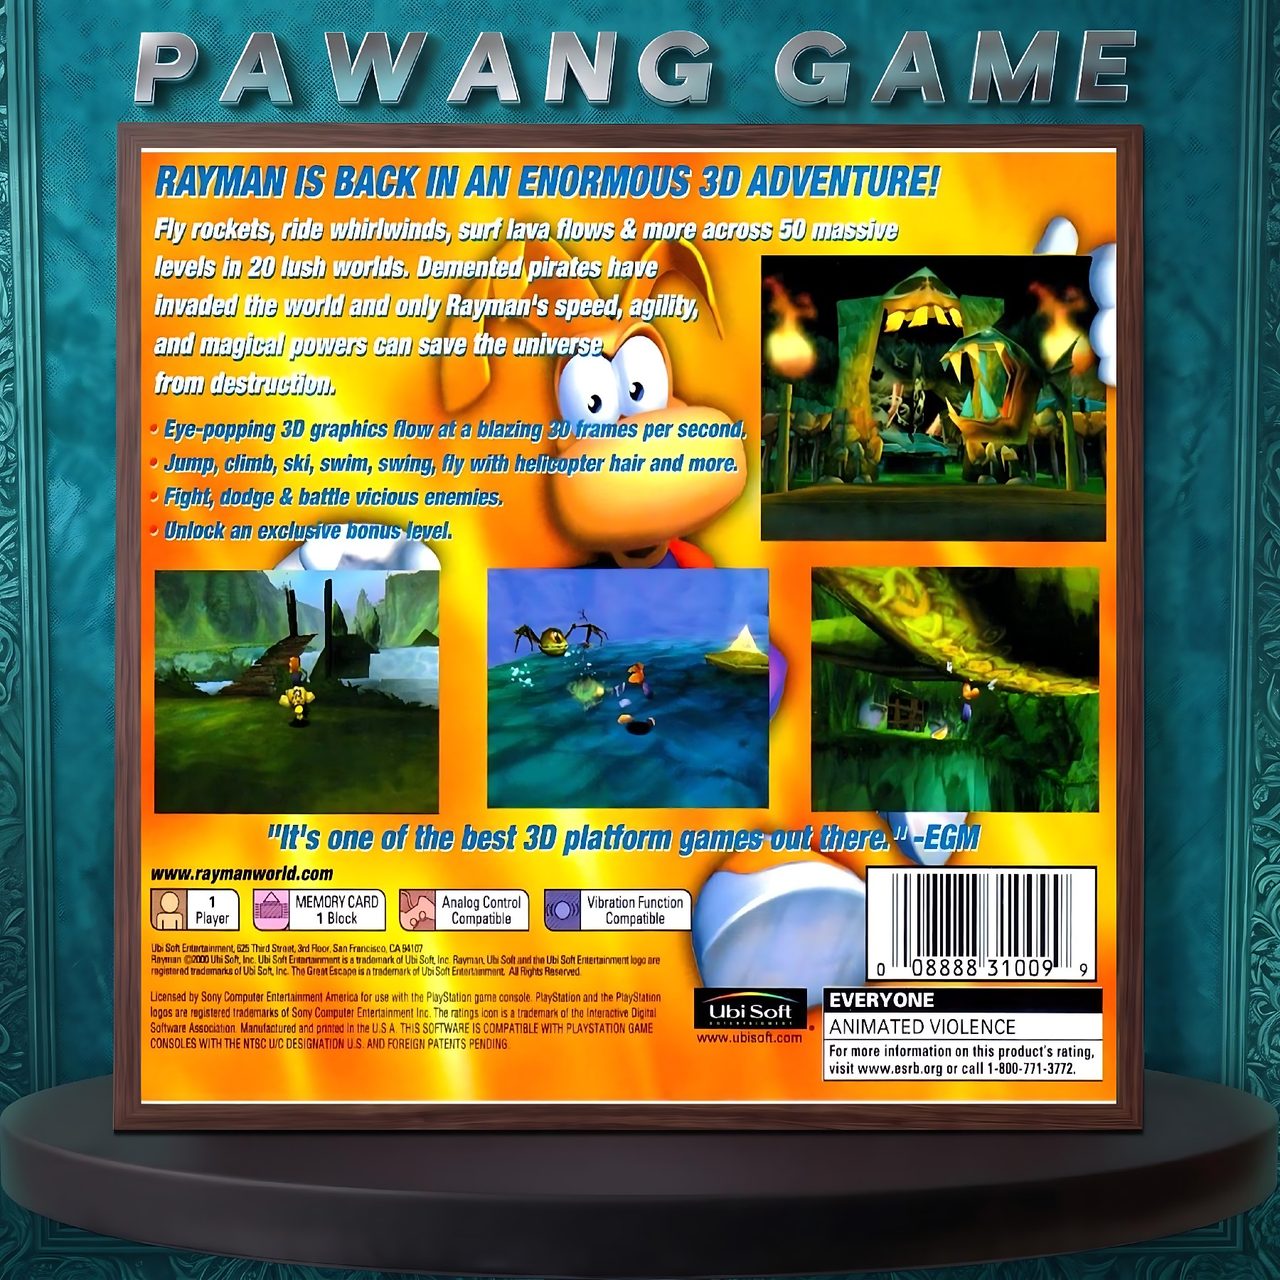 PAWANG GAME
RAYMAN IS BACK IN AN ENORMOUS 3D ADVENTURE!
Fly rockets, ride whirlwinds, surf lava flows & more across 50 massive
levels in 20 lush worlds. Demented pirates have
invaded the world and only Rayman's speed, agility,
and magical powers can save the universe
from destruction.
• Eye-popping 3D graphics flow at a blazing 30 frames per second.
• Jump, climb, ski, swim, swing, fly with helicopter hair and more.
• Fight, dodge & battle vicious enemies.
• Unlock an exclusive bonus level.
"It's one of the best 3D platform games out there." -EGM
www.raymanworld.com
1
Player
MEMORY CARD
1 Block
Analog Control
Compatible
Vibration Function
Compatible
Ubi Soft Entertainment, 625 Third Street, 3rd Floor, San Francisco, CA 94107
Rayman ©2000 Ubi Soft, Inc. Ubi Soft Entertainment is a trademark of Ubi Soft, Inc. Rayman, Ubi Soft and the Ubi Soft Entertainment logo are
registered trademarks of Ubi Soft, Inc. The Great Escape is a trademark of Ubi Soft Entertainment. All Rights Reserved.
Licensed by Sony Computer Entertainment America for use with the PlayStation game console. PlayStation and the PlayStation
logos are registered trademarks of Sony Computer Entertainment Inc. The ratings icon is a trademark of the Interactive Digital
Software Association. Manufactured and printed in the U.S.A. THIS SOFTWARE IS COMPATIBLE WITH PLAYSTATION GAME
CONSOLES WITH THE NTSC U/C DESIGNATION U.S. AND FOREIGN PATENTS PENDING.
Ubi Soft
ENTERTAINMENT
®
www.ubisoft.com
0 08888 31009 9
EVERYONE
ANIMATED VIOLENCE
For more information on this product's rating,
visit www.esrb.org or call 1-800-771-3772.